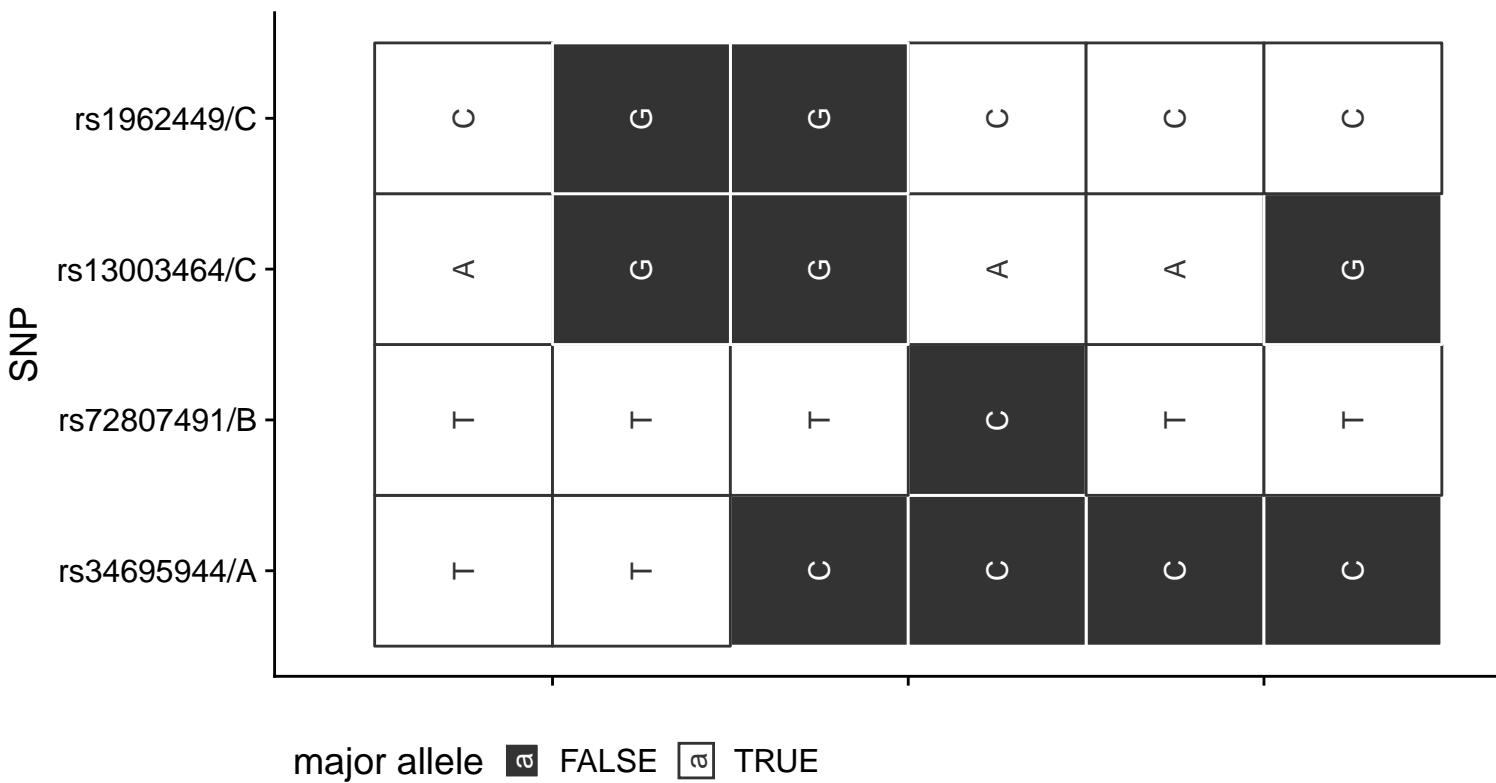 SNP
rs1962449/C C G G C C C
rs13003464/C A G G A A G
rs72807491/B T T T C T T
rs34695944/A T T C C C C
major allele a FALSE a TRUE